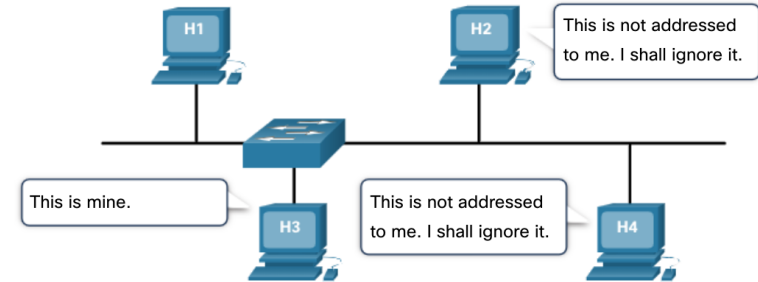 H1
H2
This is not addressed
to me. I shall ignore it.
This is mine.
H3
This is not addressed
to me. I shall ignore it.
H4